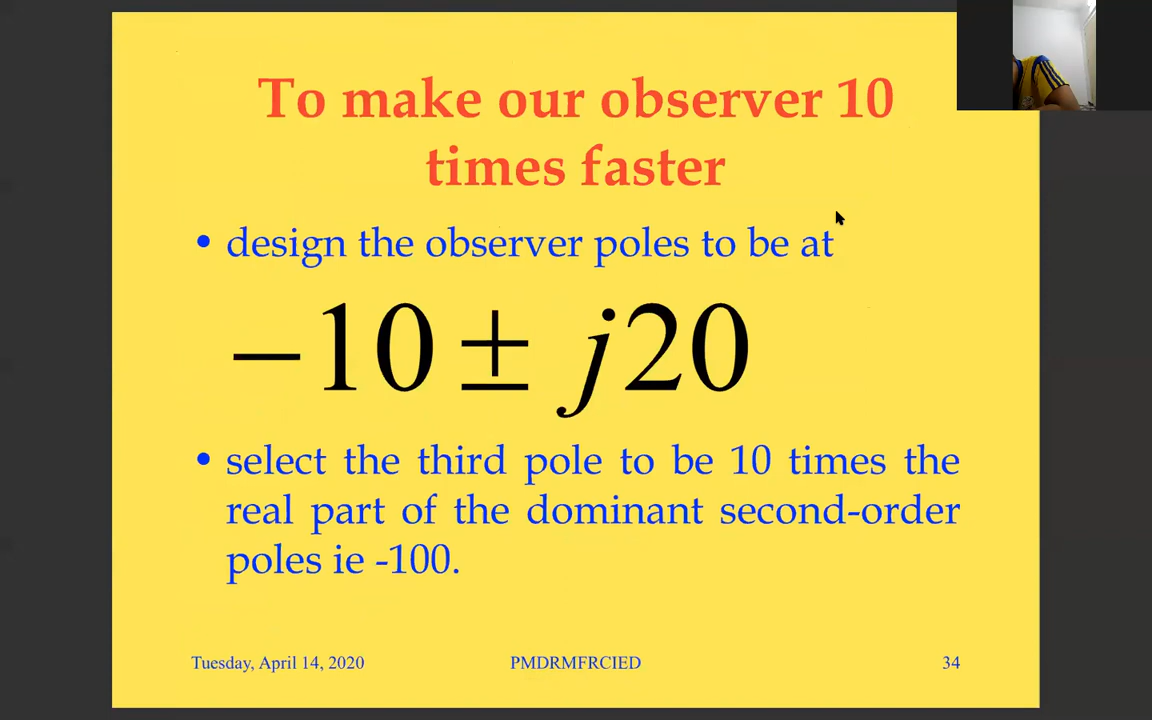 To make our observer 10
times faster
• design the observer poles to be at
−10 ± j20
• select the third pole to be 10 times the
real part of the dominant second-order
poles ie -100.
Tuesday, April 14, 2020 PMDRMFRCIED 34